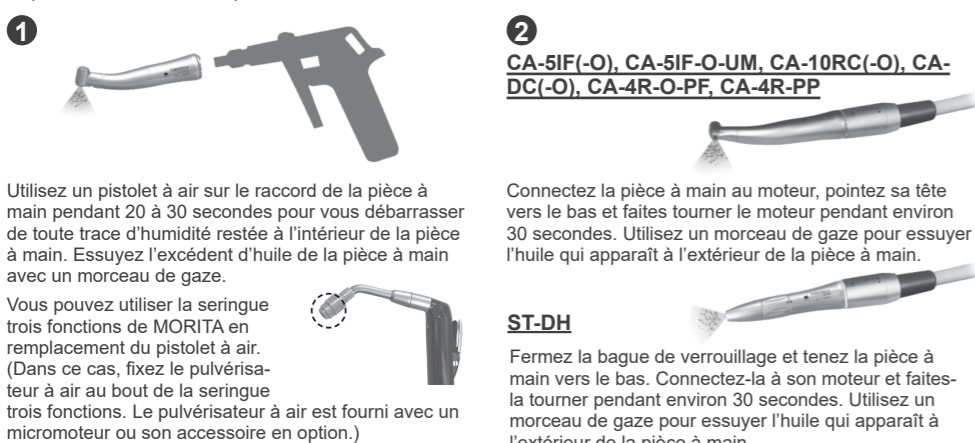 1
Utilisez un pistolet à air sur le raccord de la pièce à
main pendant 20 à 30 secondes pour vous débarrasser
de toute trace d’humidité restée à l’intérieur de la pièce
à main. Essuyez l’excédent d’huile de la pièce à main
avec un morceau de gaze.
Vous pouvez utiliser la seringue
trois fonctions de MORITA en
remplacement du pistolet à air.
(Dans ce cas, fixez le pulvérisa-
teur à air au bout de la seringue
trois fonctions. Le pulvérisateur à air est fourni avec un
micromoteur ou son accessoire en option.)
2
CA-5IF(-O), CA-5IF-O-UM, CA-10RC(-O), CA-
DC(-O), CA-4R-O-PF, CA-4R-PP
Connectez la pièce à main au moteur, pointez sa tête
vers le bas et faites tourner le moteur pendant environ
30 secondes. Utilisez un morceau de gaze pour essuyer
l’huile qui apparaît à l’extérieur de la pièce à main.
ST-DH
Fermez la bague de verrouillage et tenez la pièce à
main vers le bas. Connectez-la à son moteur et faites-
la tourner pendant environ 30 secondes. Utilisez un
morceau de gaze pour essuyer l’huile qui apparaît à
l’extérieur de la pièce à main.